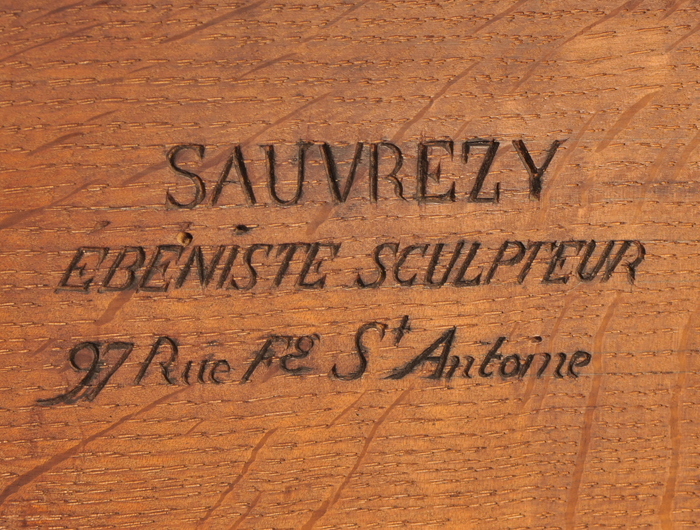 SAUVREZY
EBÉNISTE SCULPTEUR
97 Rue Fg St Antoine